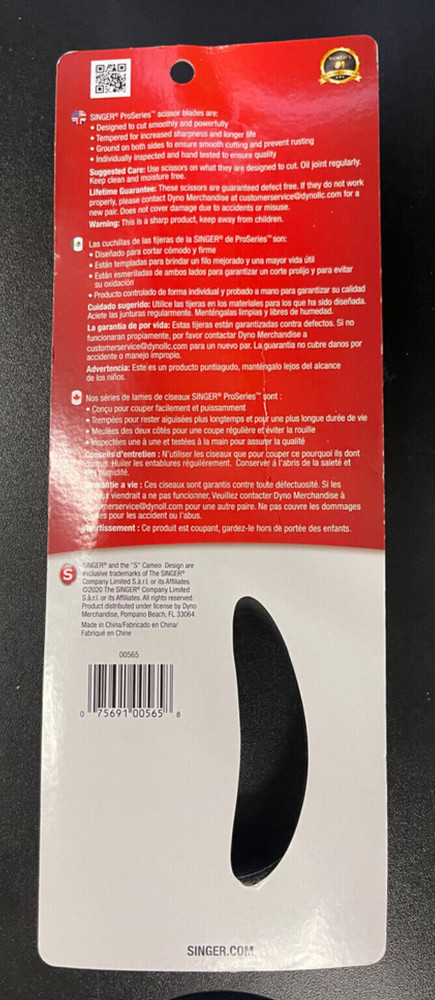 WORLD'S
#1
SINGER® ProSeries™ scissor blades are:
• Designed to cut smoothly and powerfully
• Tempered for increased sharpness and longer life
• Ground on both sides to ensure smooth cutting and prevent rusting
• Individually inspected and hand tested to ensure quality
Suggested Care: Use scissors on what they are designed to cut. Oil joint regularly.
Keep clean and moisture free.
Lifetime Guarantee: These scissors are guaranteed defect free. If they do not work
properly, please contact Dyno Merchandise at customerservice@dynollc.com for a
new pair. Does not cover damage due to accidents or misuse.
Warning: This is a sharp product, keep away from children.
Las cuchillas de las tijeras de la SINGER® de ProSeries™ son:
• Diseñado para cortar cómodo y firme
• Están templadas para brindar un filo mejorado y una mayor vida útil
• Están esmeriladas de ambos lados para garantizar un corte prolijo y para evitar
su oxidación
• Producto controlado de forma individual y probado a mano para garantizar su calidad
Cuidado sugerido: Utilice las tijeras en los materiales para los que ha sido diseñada.
Aciete las junturas regularmente. Menténgalas limpias y libres de humedad.
La garantía de por vida: Estas tijeras están garantizadas contra defectos. Si no
funcionaran propiamente, por favor contactar Dyno Merchandise a
customerservice@dynollc.com para un nuevo par. La guarantia no cubre danos por
accidente o manejo impropio.
Advertencia: Este es un producto puntiagudo, manténgalo lejos del alcance
de los niños.
Nos séries de lames de ciseaux SINGER® ProSeries™ sont :
• Conçu pour couper facilement et puissamment
• Trempées pour rester aiguisées plus longtemps et pour une plus longue durée de vie
• Meulées des deux côtés pour une coupe régulière et éviter la rouille
• Inspectées une à une et testées à la main pour assurer la qualité
Conseils d'entretien : N'utiliser les ciseaux que pour couper ce pourquoi ils dont
Huiler les entablures régulièrement. Conserver à l'abris de la saleté et
humidité.
Garantie a vie : Ces ciseaux sont garantis contre toute défectuosité. Si les
viendrait a ne pas funcionner, Veuillez contacter Dyno Merchandise à
customerservice@dynoll.com pour une autre paire. Ne pas couvre les dommages
pour les accident ou l'abus.
Avertissement : Ce produit est coupant, gardez-le hors de portée des enfants.
S
SINGER® and the "S" Cameo Design are
exclusive trademarks of The SINGER®
Company Limited S.à.r.l. or its Affiliates.
©2020 The SINGER® Company Limited
S.à.r.l. or its Affiliates. All rights reserved.
Product distributed under license by Dyno
Merchandise, Pompano Beach, FL 33064.
Made in China/Fabricado en China/
Fabriqué en Chine
00565
0 75691 00565 8
SINGER.COM